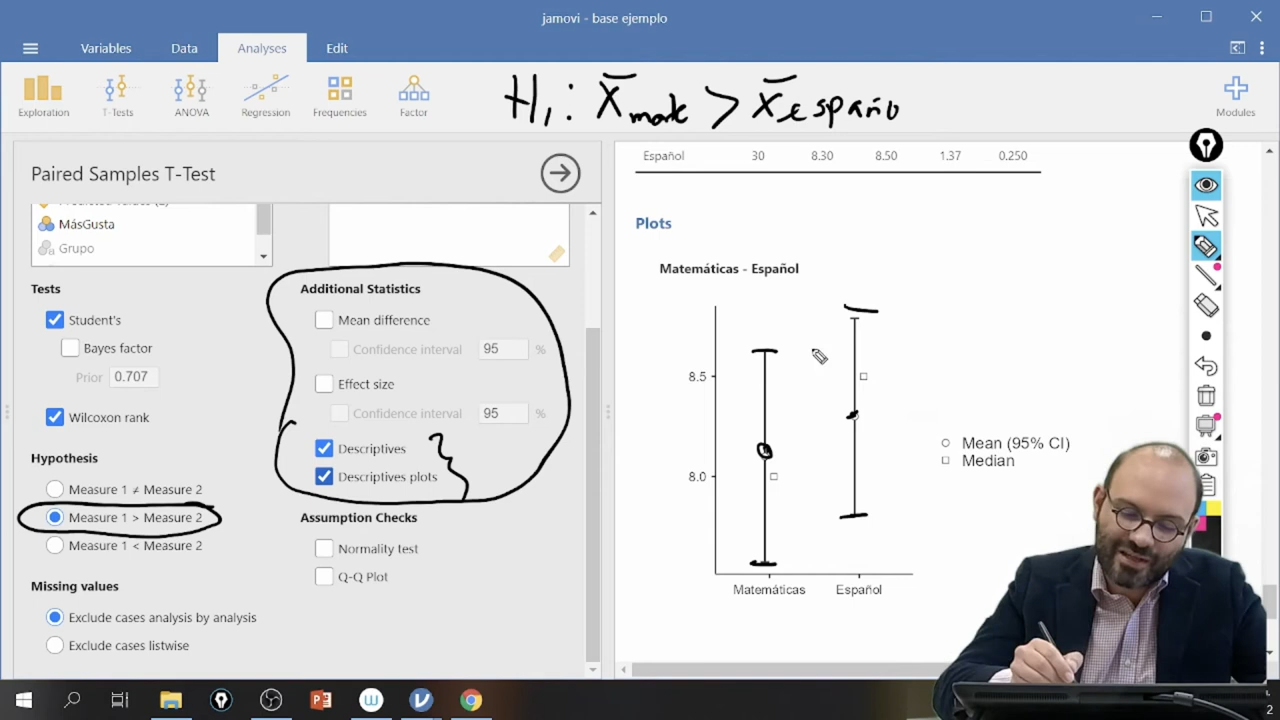 jamovi - base ejemplo
Variables Data Analyses Edit
Exploration T-Tests ANOVA Regression Frequencies Factor Modules
H1: X̄mate > X̄español
Paired Samples T-Test
MásGusta
Grupo
Tests
Student's
Bayes factor
Prior 0.707
Wilcoxon rank
Hypothesis
Measure 1 ≠ Measure 2
Measure 1 > Measure 2
Measure 1 < Measure 2
Missing values
Exclude cases analysis by analysis
Exclude cases listwise
Additional Statistics
Mean difference
Confidence interval 95 %
Effect size
Confidence interval 95 %
Descriptives
Descriptives plots
Assumption Checks
Normality test
Q-Q Plot
Español 30 8.30 8.50 1.37 0.250
Plots
Matemáticas - Español
8.5
8.0
Matemáticas Español
Mean (95% CI)
Median